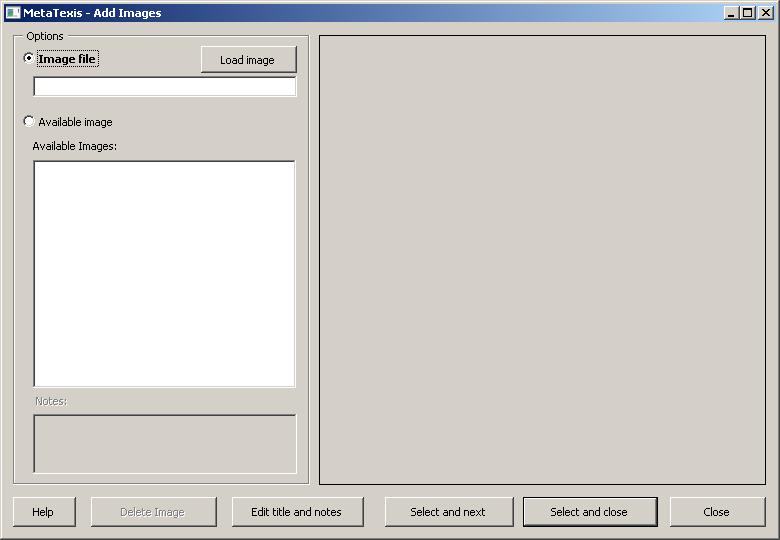 MetaTexis - Add Images
Options
Image file
Load image
Available image
Available Images:
Notes:
Help
Delete Image
Edit title and notes
Select and next
Select and close
Close